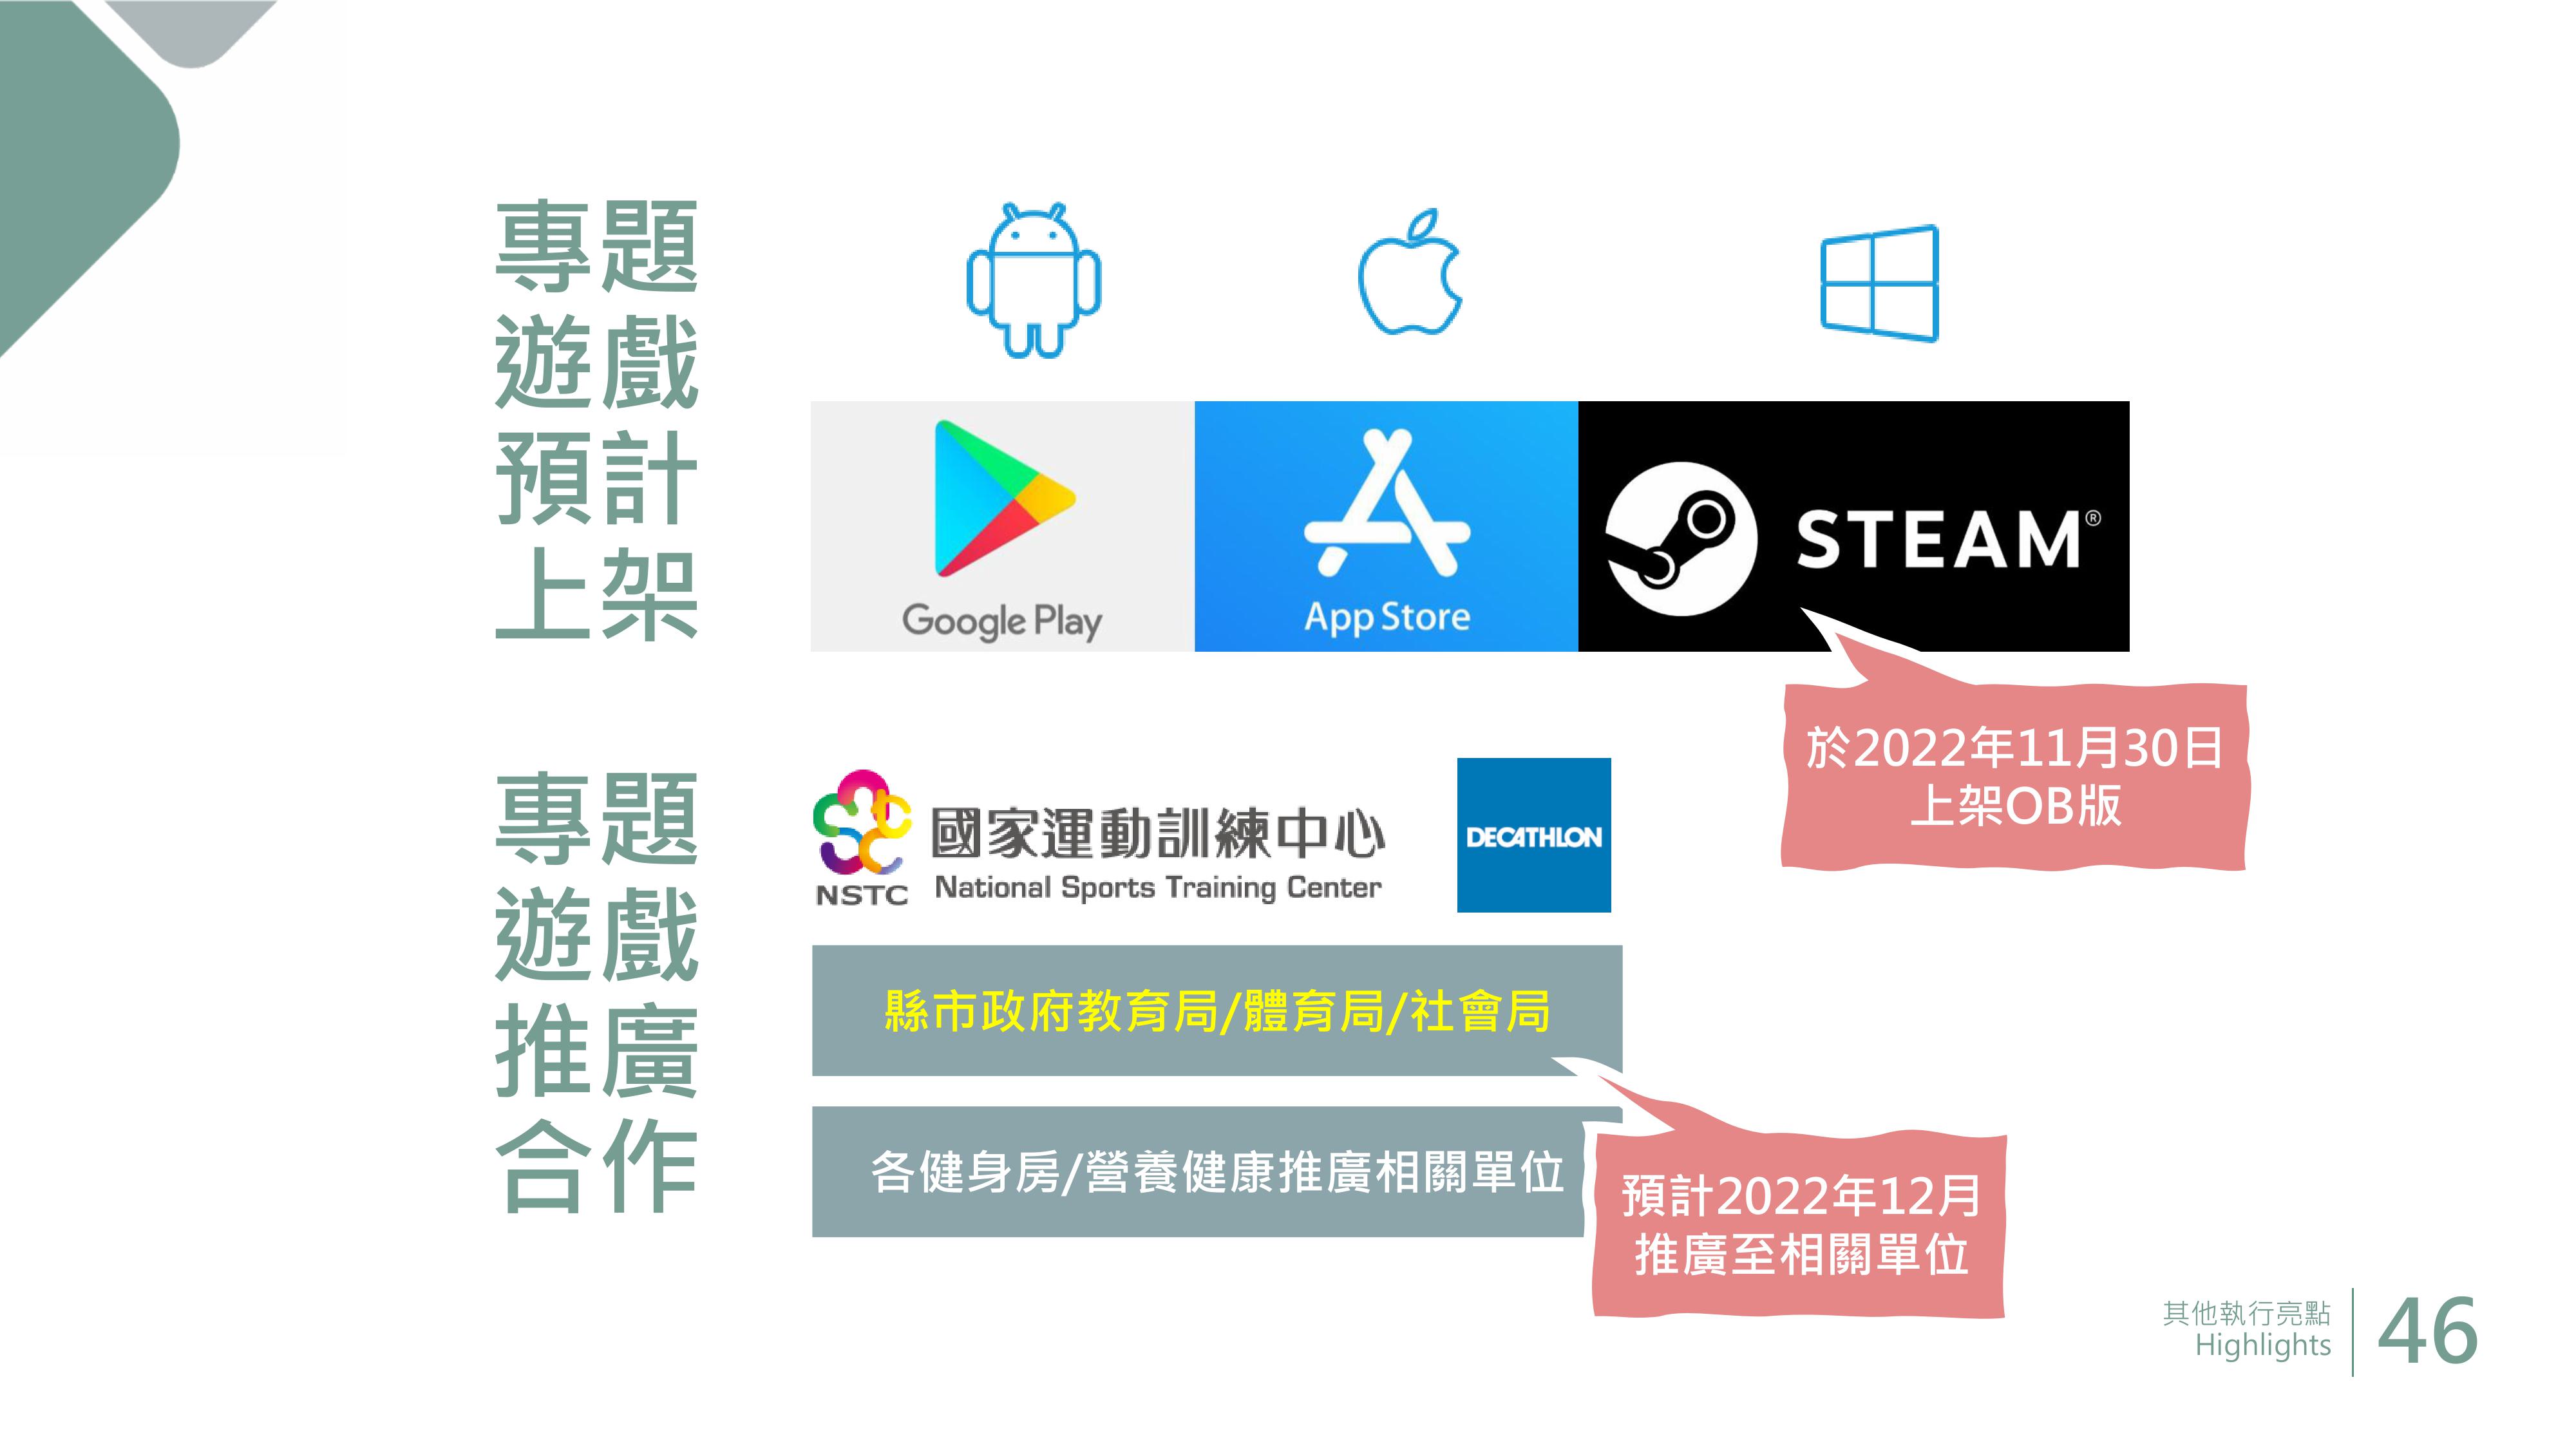 專題
遊戲
預計
上架
Google Play
App Store
STEAM®
於2022年11月30日
上架OB版
專題
遊戲
推廣
合作
NSTC
國家運動訓練中心
National Sports Training Center
DECATHLON
縣市政府教育局/體育局/社會局
各健身房/營養健康推廣相關單位
預計2022年12月
推廣至相關單位
其他執行亮點
Highlights
46